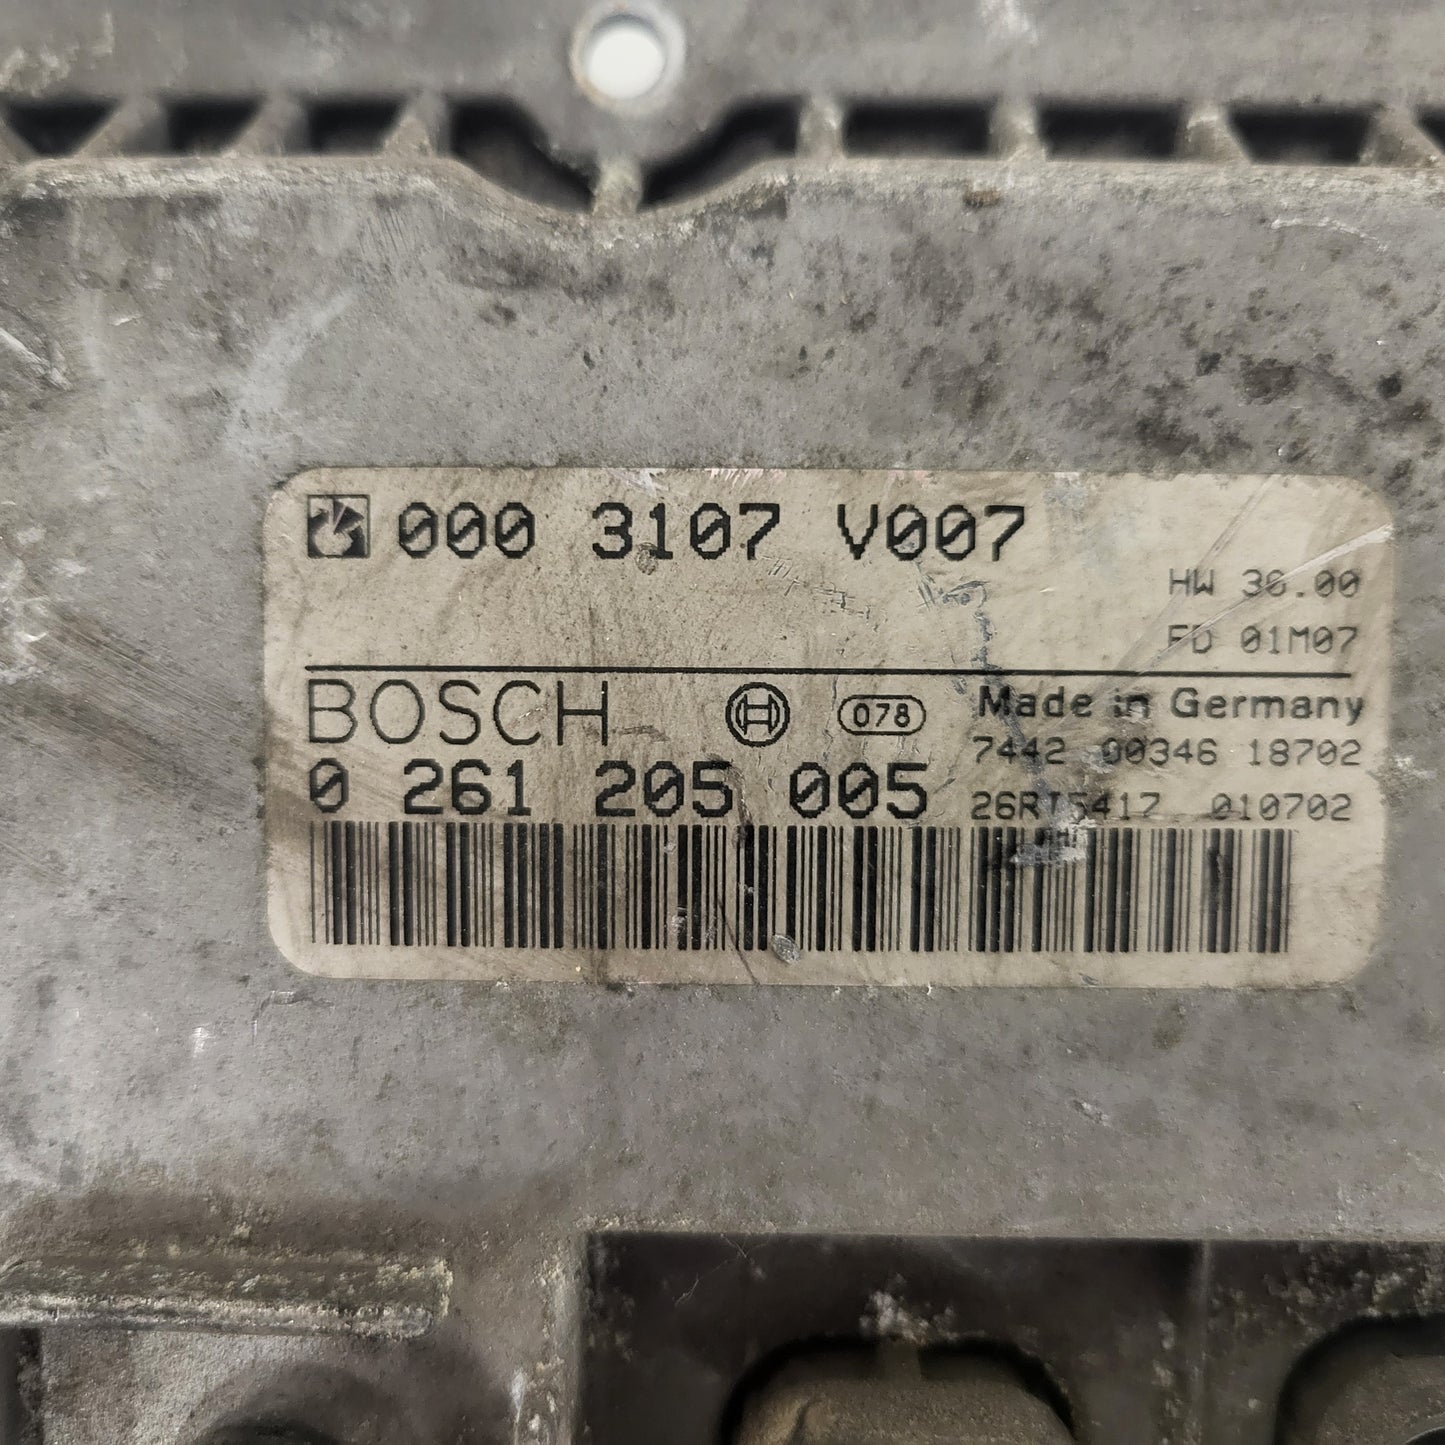 000 3107 V007
HW 36.00
FD 01M07
BOSCH 078 Made in Germany
7442 00346 18702
0 261 205 005 010702